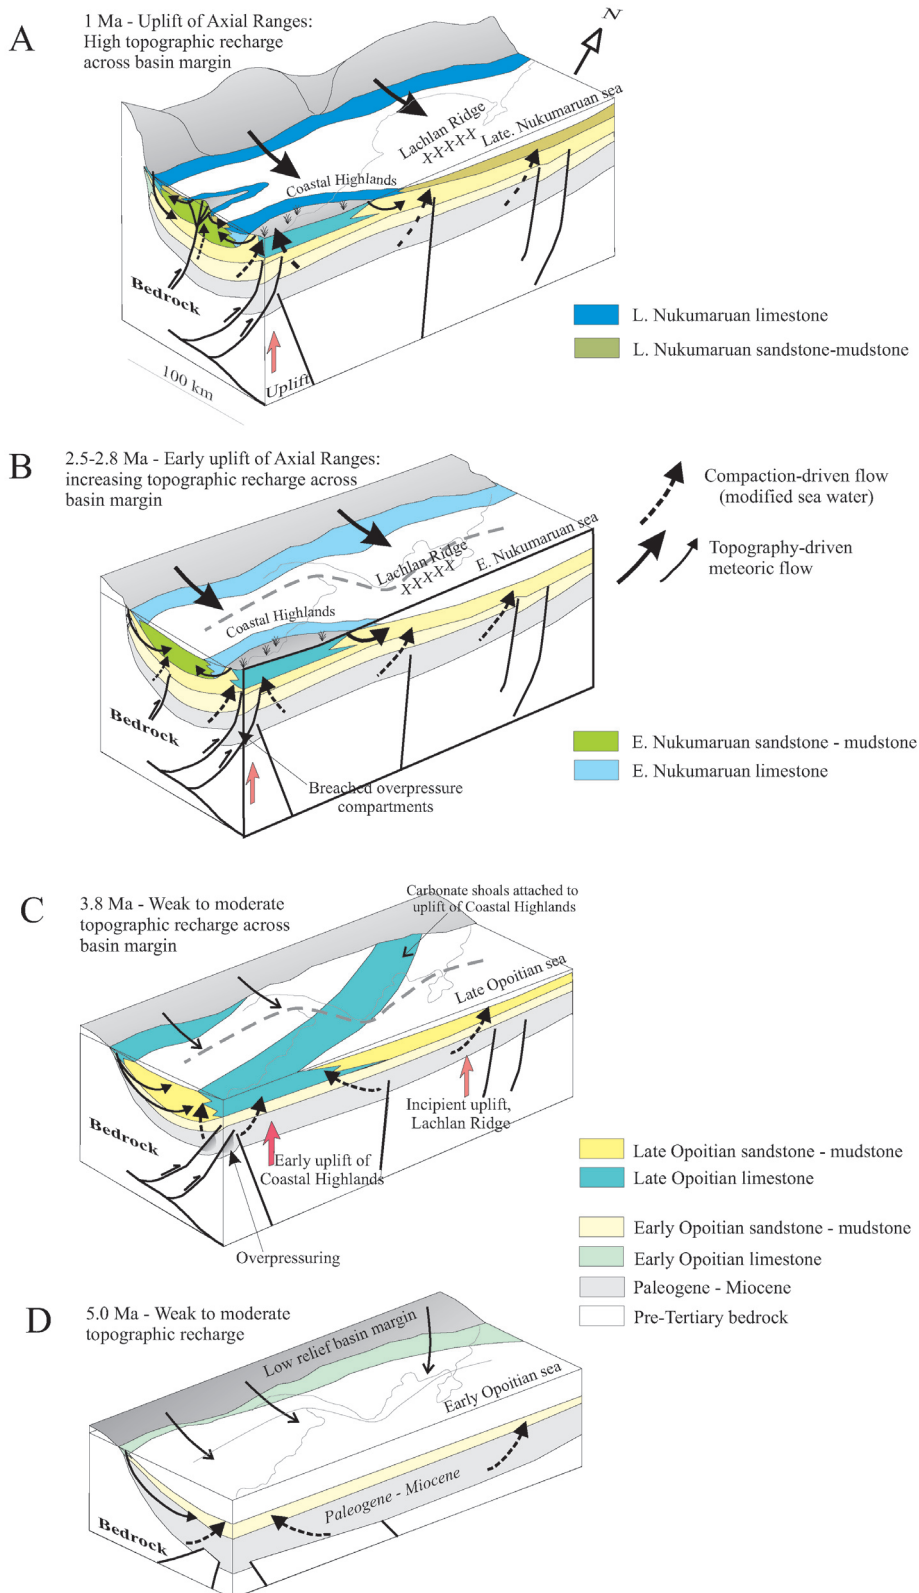 A
1 Ma - Uplift of Axial Ranges:
High topographic recharge
across basin margin
N
Lachlan Ridge
X-X-X-X-X
Late. Nukumaruan sea
Coastal Highlands
Bedrock
100 km
Uplift
L. Nukumaruan limestone
L. Nukumaruan sandstone-mudstone
B
2.5-2.8 Ma - Early uplift of Axial Ranges:
increasing topographic recharge across
basin margin
Lachlan Ridge
X-X-X-X-X
E. Nukumaruan sea
Coastal Highlands
Bedrock
Breached overpressure
compartments
Compaction-driven flow
(modified sea water)
Topography-driven
meteoric flow
E. Nukumaruan sandstone - mudstone
E. Nukumaruan limestone
C
3.8 Ma - Weak to moderate
topographic recharge across
basin margin
Carbonate shoals attached to
uplift of Coastal Highlands
Late Opoitian sea
Bedrock
Incipient uplift,
Lachlan Ridge
Early uplift of
Coastal Highlands
Overpressuring
Late Opoitian sandstone - mudstone
Late Opoitian limestone
Early Opoitian sandstone - mudstone
Early Opoitian limestone
Paleogene - Miocene
Pre-Tertiary bedrock
D
5.0 Ma - Weak to moderate
topographic recharge
Low relief basin margin
Early Opoitian sea
Paleogene - Miocene
Bedrock